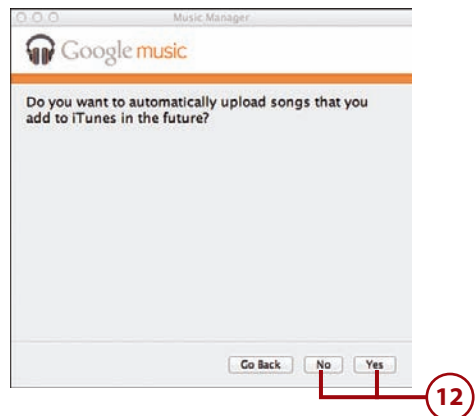 Music Manager
Google music
Do you want to automatically upload songs that you
add to iTunes in the future?
Go Back No Yes
12